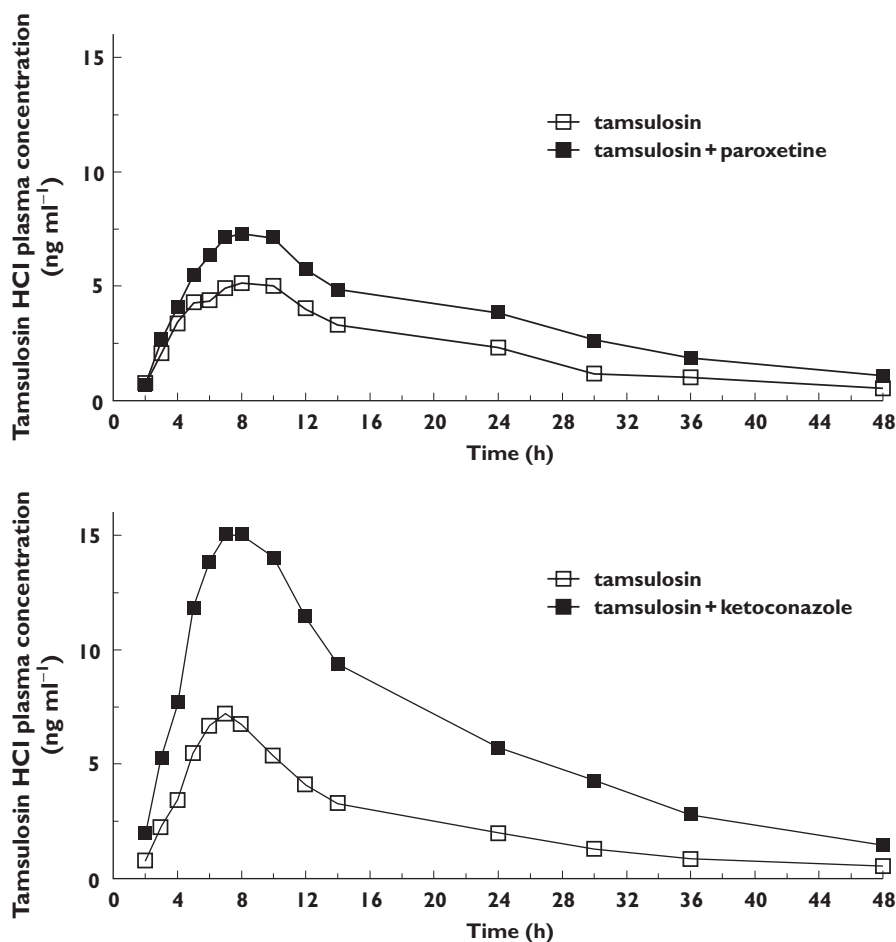 Tamsulosin HCl plasma concentration
(ng ml⁻¹)
15
10
5
0
tamsulosin
tamsulosin + paroxetine
0 4 8 12 16 20 24 28 32 36 40 44 48
Time (h)
Tamsulosin HCl plasma concentration
(ng ml⁻¹)
15
10
5
0
tamsulosin
tamsulosin + ketoconazole
0 4 8 12 16 20 24 28 32 36 40 44 48
Time (h)